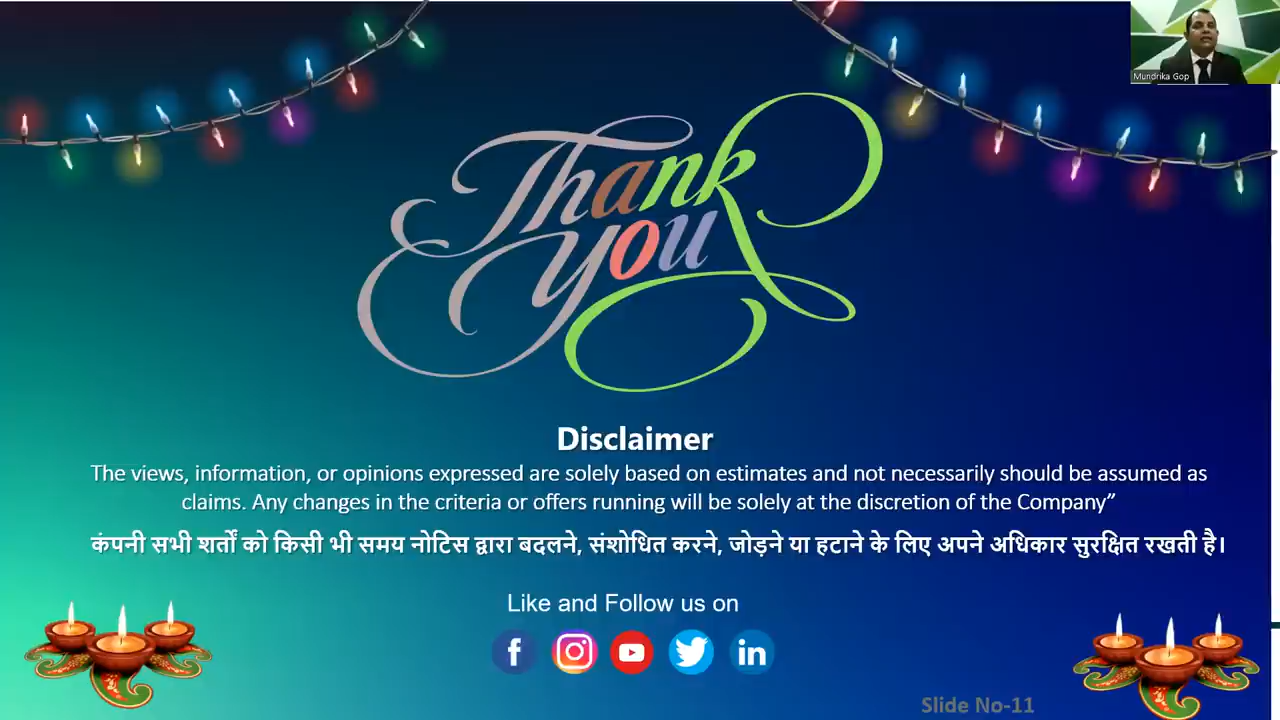 Mundrika Gop
Thank
You
Disclaimer
The views, information, or opinions expressed are solely based on estimates and not necessarily should be assumed as
claims. Any changes in the criteria or offers running will be solely at the discretion of the Company”
कंपनी सभी शर्तों को किसी भी समय नोटिस द्वारा बदलने, संशोधित करने, जोड़ने या हटाने के लिए अपने अधिकार सुरक्षित रखती है।
Like and Follow us on
Slide No-11